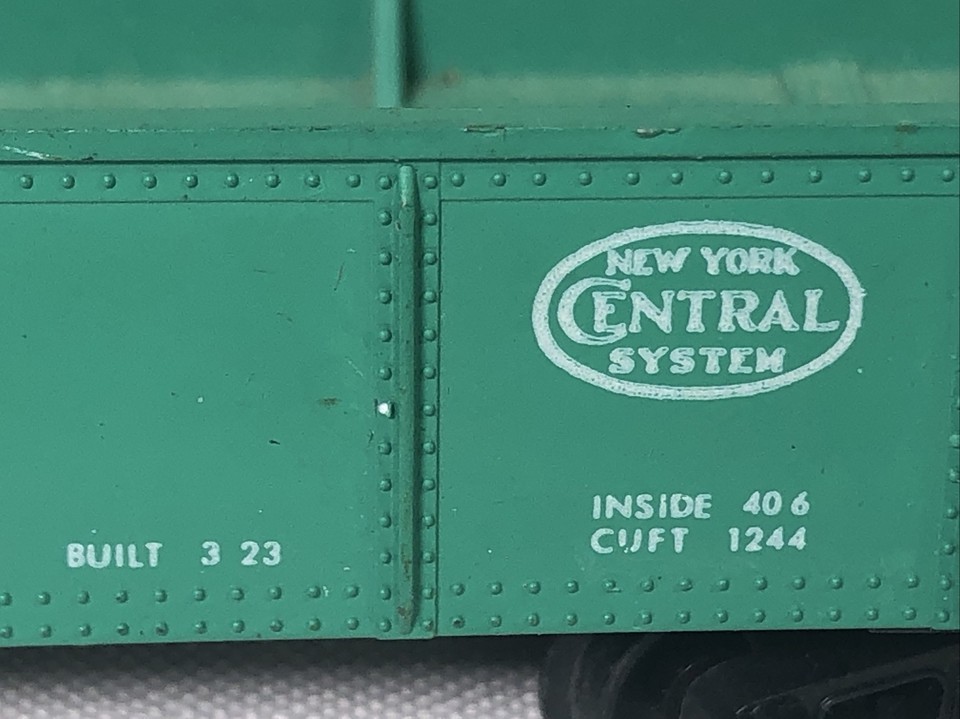 BUILT 3 23
NEW YORK
CENTRAL
SYSTEM
INSIDE 40 6
CUFT 1244